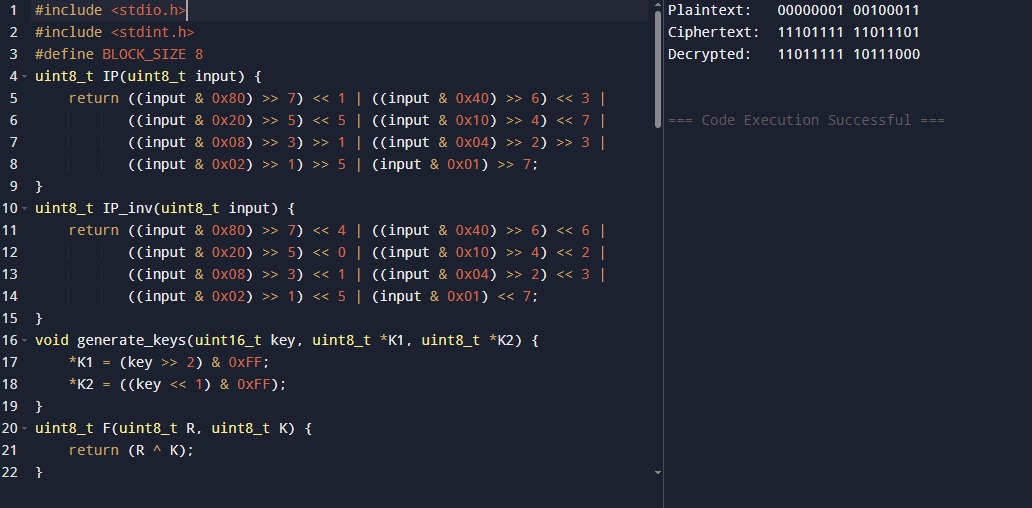 1 #include <stdio.h>
2 #include <stdint.h>
3 #define BLOCK_SIZE 8
4 uint8_t IP(uint8_t input) {
5     return ((input & 0x80) >> 7) << 1 | ((input & 0x40) >> 6) << 3 |
6            ((input & 0x20) >> 5) << 5 | ((input & 0x10) >> 4) << 7 |
7            ((input & 0x08) >> 3) >> 1 | ((input & 0x04) >> 2) >> 3 |
8            ((input & 0x02) >> 1) >> 5 | (input & 0x01) >> 7;
9 }
10 uint8_t IP_inv(uint8_t input) {
11     return ((input & 0x80) >> 7) << 4 | ((input & 0x40) >> 6) << 6 |
12            ((input & 0x20) >> 5) << 0 | ((input & 0x10) >> 4) << 2 |
13            ((input & 0x08) >> 3) << 1 | ((input & 0x04) >> 2) << 3 |
14            ((input & 0x02) >> 1) << 5 | (input & 0x01) << 7;
15 }
16 void generate_keys(uint16_t key, uint8_t *K1, uint8_t *K2) {
17     *K1 = (key >> 2) & 0xFF;
18     *K2 = ((key << 1) & 0xFF);
19 }
20 uint8_t F(uint8_t R, uint8_t K) {
21     return (R ^ K);
22 }
Plaintext:   00000001 00100011
Ciphertext:  11101111 11011101
Decrypted:   11011111 10111000
=== Code Execution Successful ===